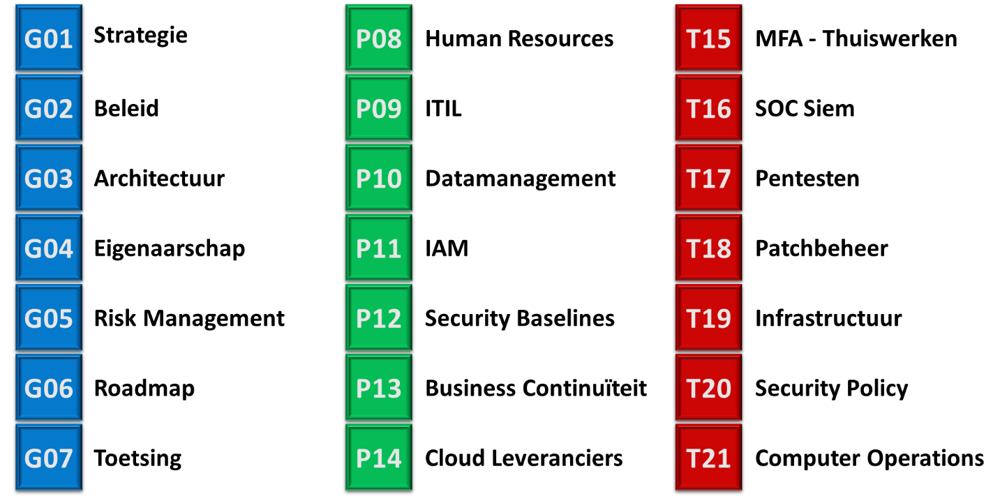 G01 Strategie
G02 Beleid
G03 Architectuur
G04 Eigenaarschap
G05 Risk Management
G06 Roadmap
G07 Toetsing
P08 Human Resources
P09 ITIL
P10 Datamanagement
P11 IAM
P12 Security Baselines
P13 Business Continuïteit
P14 Cloud Leveranciers
T15 MFA - Thuiswerken
T16 SOC Siem
T17 Pentesten
T18 Patchbeheer
T19 Infrastructuur
T20 Security Policy
T21 Computer Operations